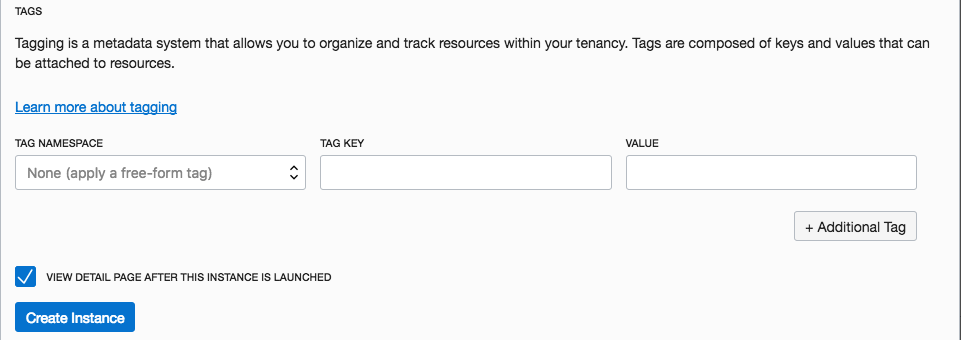 TAGS
Tagging is a metadata system that allows you to organize and track resources within your tenancy. Tags are composed of keys and values that can
be attached to resources.
Learn more about tagging
TAG NAMESPACE TAG KEY VALUE
None (apply a free-form tag)
+ Additional Tag
VIEW DETAIL PAGE AFTER THIS INSTANCE IS LAUNCHED
Create Instance